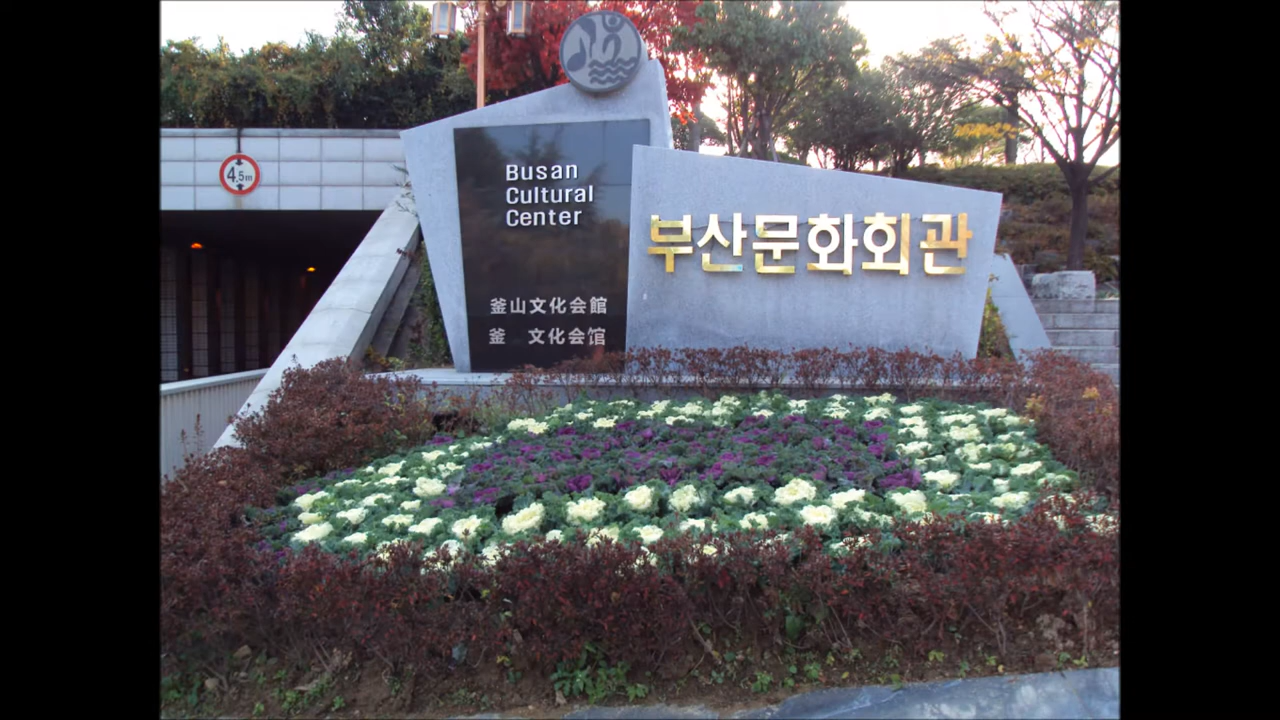 4.5m
Busan
Cultural
Center
釜山文化会館
釜 文化会馆
부산문화회관